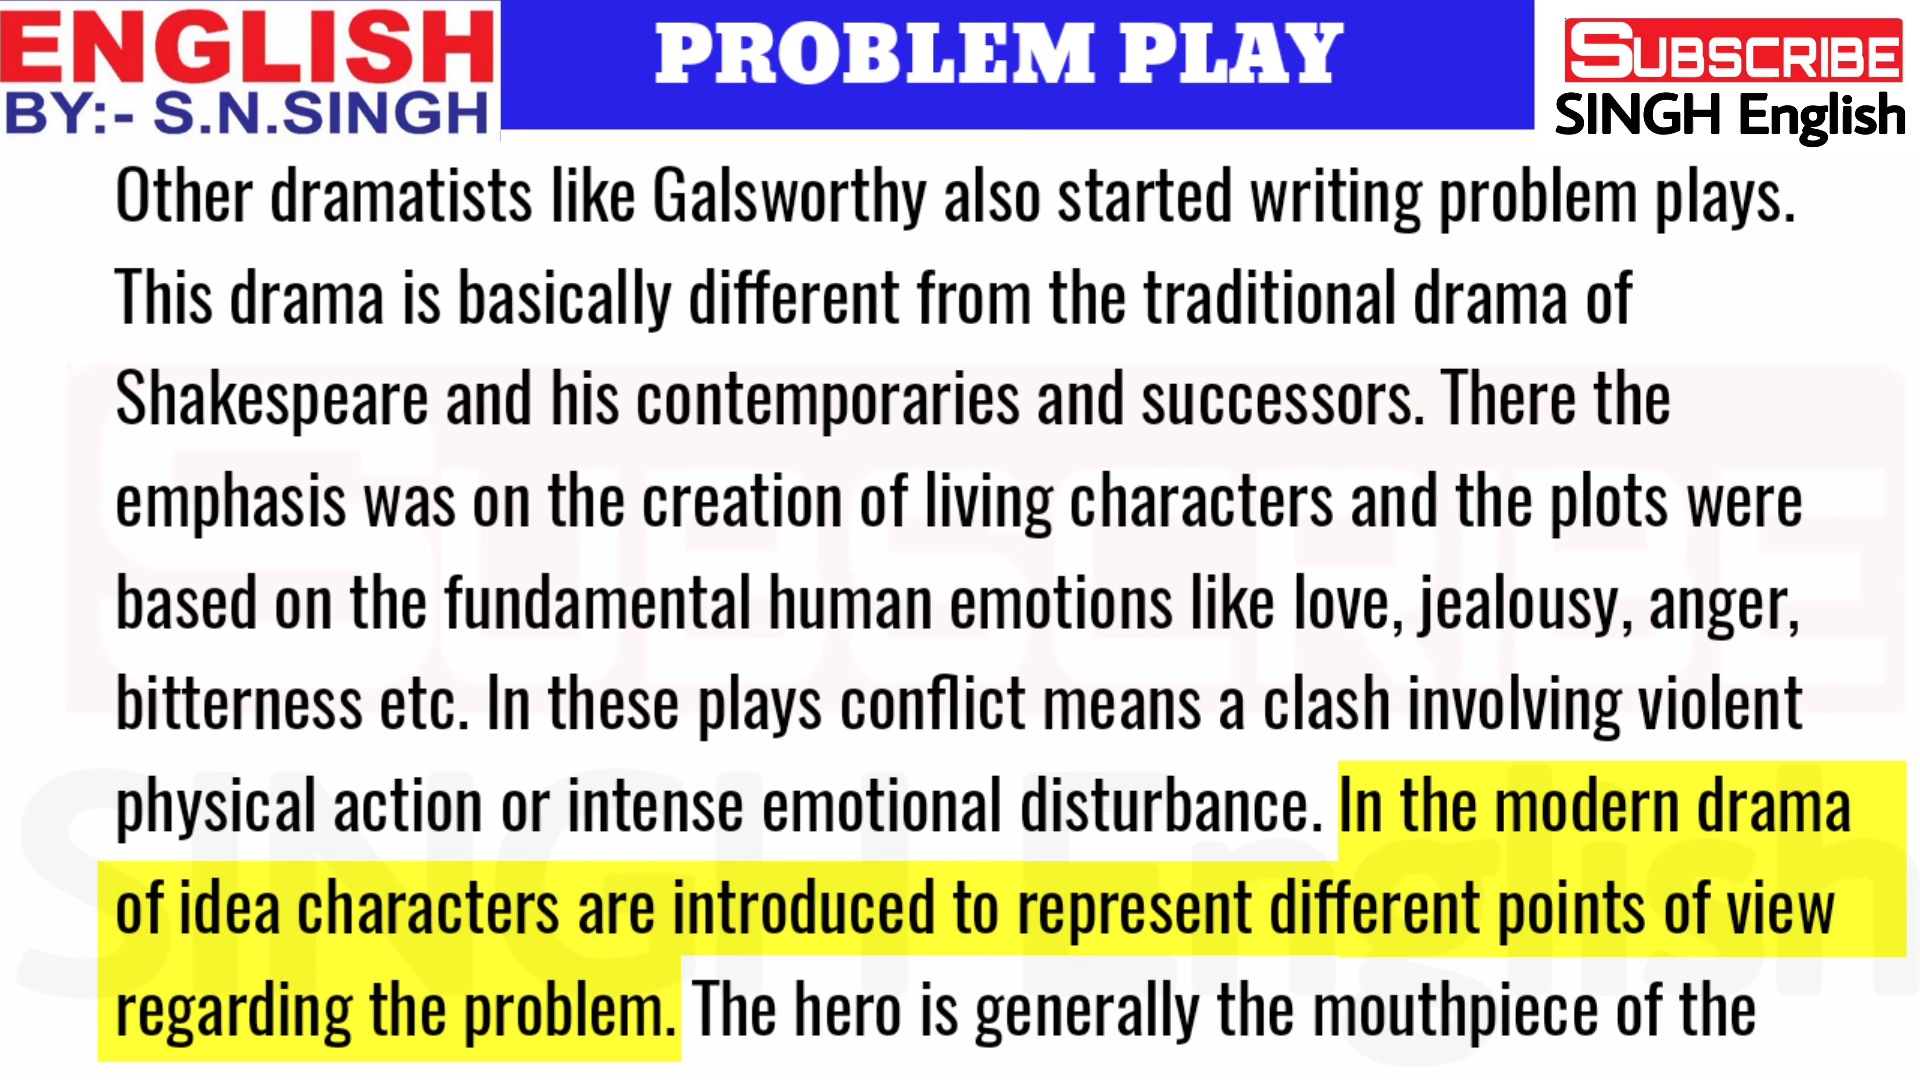 ENGLISH
BY:- S.N.SINGH
PROBLEM PLAY
SUBSCRIBE
SINGH English
Other dramatists like Galsworthy also started writing problem plays.
This drama is basically different from the traditional drama of
Shakespeare and his contemporaries and successors. There the
emphasis was on the creation of living characters and the plots were
based on the fundamental human emotions like love, jealousy, anger,
bitterness etc. In these plays conflict means a clash involving violent
physical action or intense emotional disturbance. In the modern drama
of idea characters are introduced to represent different points of view
regarding the problem. The hero is generally the mouthpiece of the
SUBSCRIBE
SINGH English